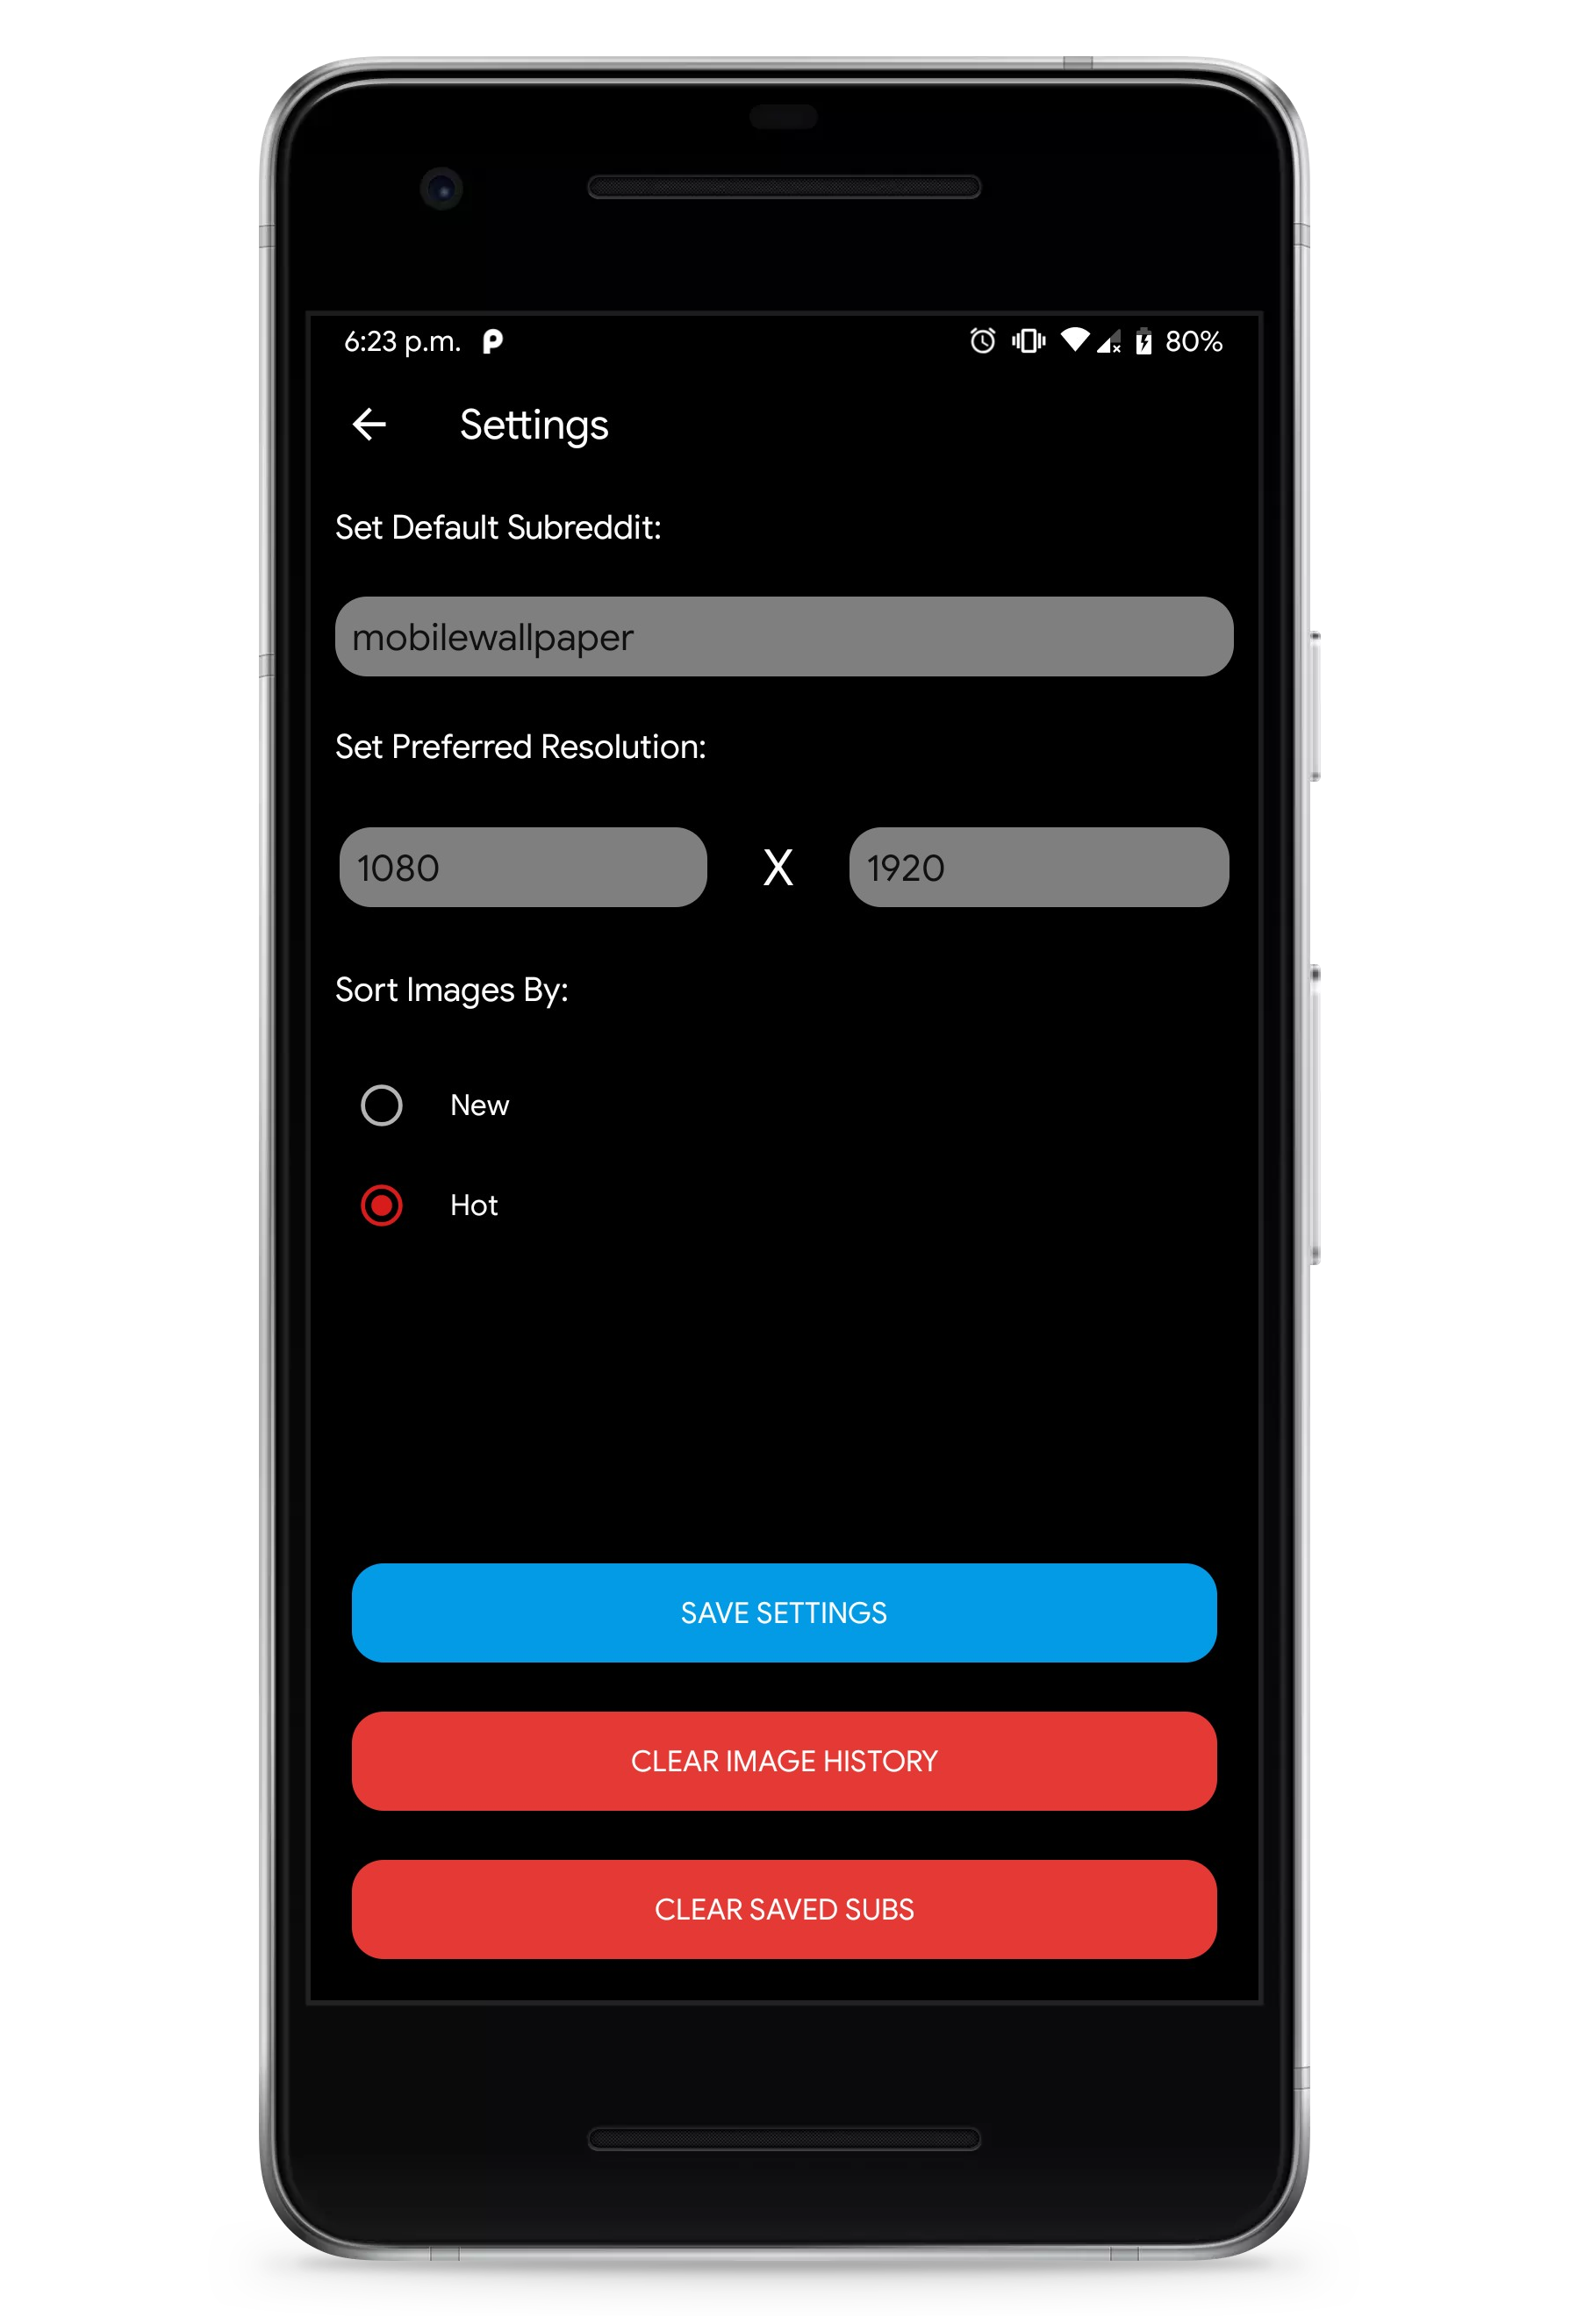 6:23 p.m. 80%
Settings
Set Default Subreddit:
mobilewallpaper
Set Preferred Resolution:
1080 X 1920
Sort Images By:
New
Hot
SAVE SETTINGS
CLEAR IMAGE HISTORY
CLEAR SAVED SUBS